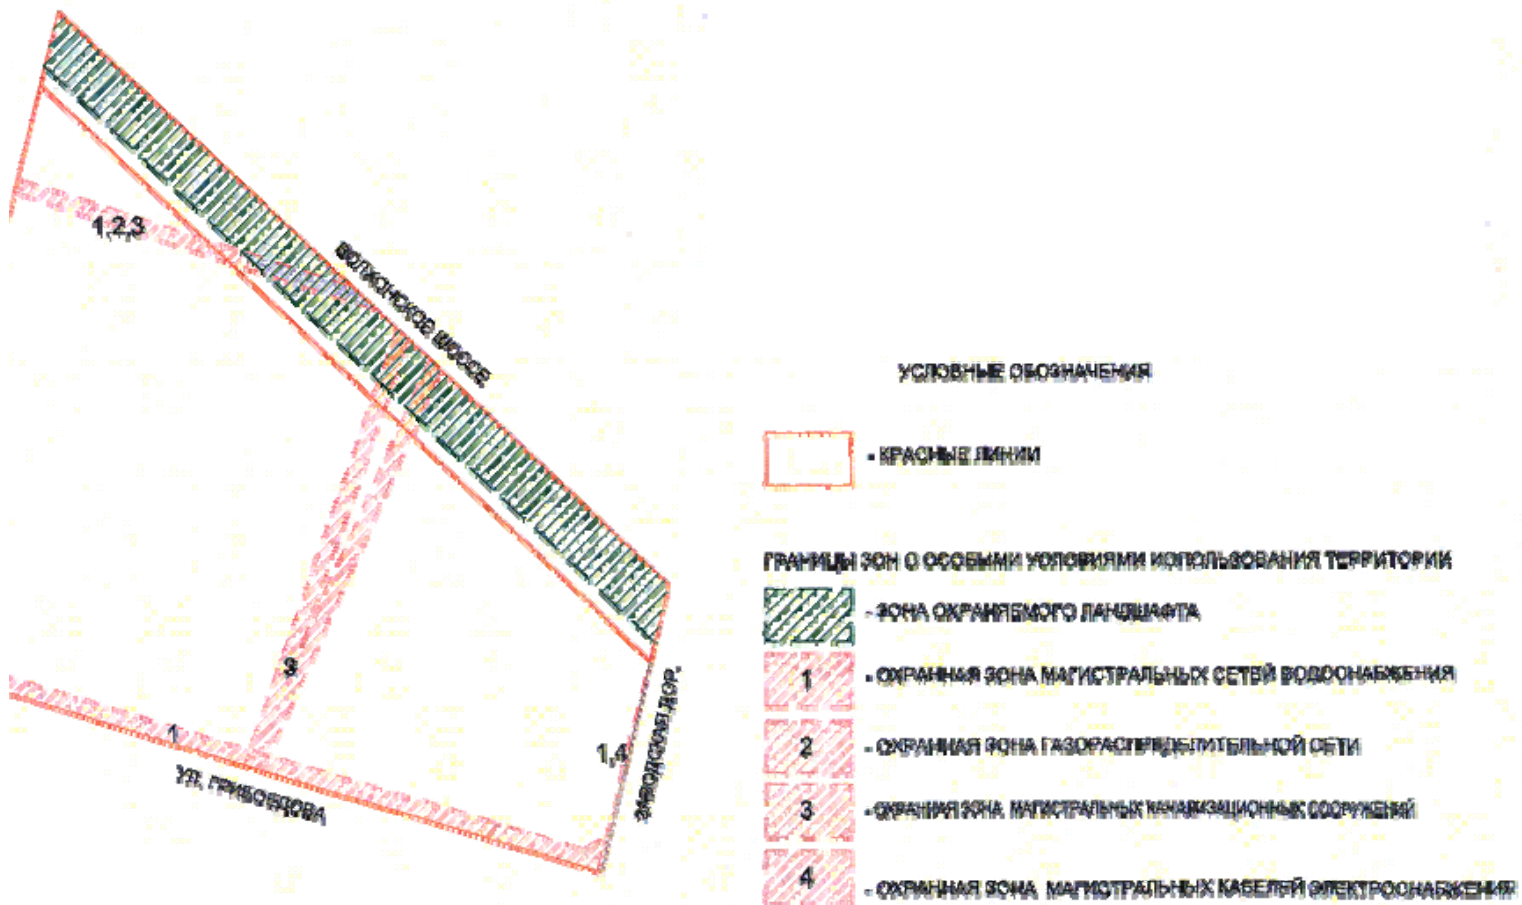 1,2,3
ВОЛХОНСКОЕ ШОССЕ
3
1
1,4
УЛ. ГРИБОЕДОВА
ЗАВОДСКАЯ ДОР.
УСЛОВНЫЕ ОБОЗНАЧЕНИЯ
- КРАСНЫЕ ЛИНИИ
ГРАНИЦЫ ЗОН С ОСОБЫМИ УСЛОВИЯМИ ИСПОЛЬЗОВАНИЯ ТЕРРИТОРИИ
- ЗОНА ОХРАНЯЕМОГО ЛАНДШАФТА
1 - ОХРАННАЯ ЗОНА МАГИСТРАЛЬНЫХ СЕТЕЙ ВОДОСНАБЖЕНИЯ
2 - ОХРАННАЯ ЗОНА ГАЗОРАСПРЕДЕЛИТЕЛЬНОЙ СЕТИ
3 - ОХРАННАЯ ЗОНА МАГИСТРАЛЬНЫХ КАНАЛИЗАЦИОННЫХ СООРУЖЕНИЙ
4 - ОХРАННАЯ ЗОНА МАГИСТРАЛЬНЫХ КАБЕЛЕЙ ЭЛЕКТРОСНАБЖЕНИЯ